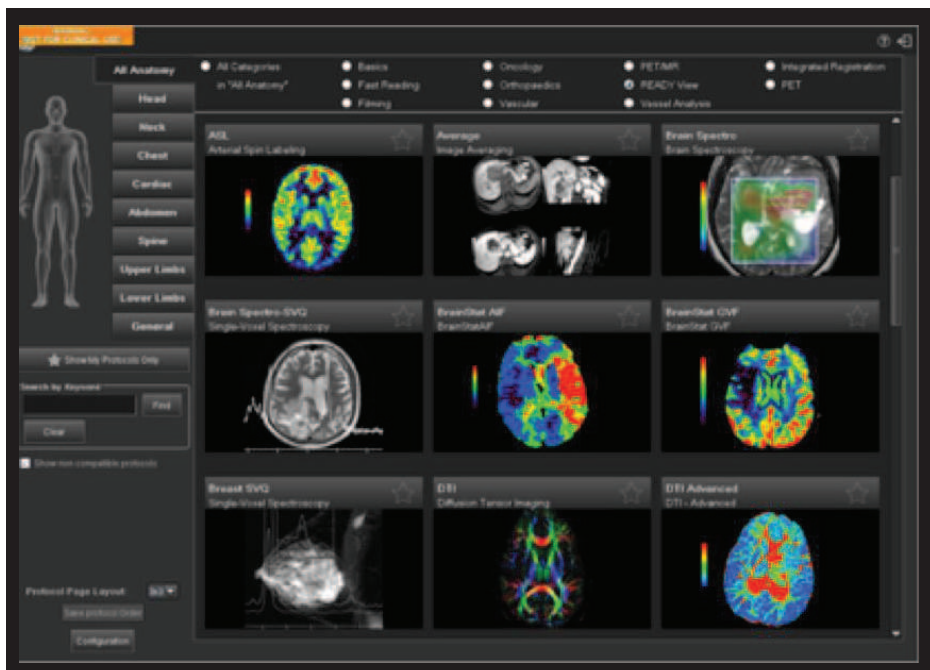 NOT FOR CLINICAL USE
All Anatomy
Head
Neck
Chest
Cardiac
Abdomen
Spine
Upper Limbs
Lower Limbs
General
Show My Protocols Only
Search by Keyword
Find
Clear
Show non compatible protocols
Protocol Page Layout:
Save protocol Order
Configuration
All Categories
in "All Anatomy"
Basics
Fast Reading
Filming
Oncology
Orthopaedics
Vascular
PET/MR
READY View
Vessel Analysis
Integrated Registration
PET
ASL
Arterial Spin Labeling
Average
Image Averaging
Brain Spectro
Brain Spectroscopy
Brain Spectro-SVQ
Single-Voxel Spectroscopy
BrainStat AIF
BrainStatAIF
BrainStat GVF
BrainStat GVF
Breast SVQ
Single-Voxel Spectroscopy
DTI
Diffusion Tensor Imaging
DTI Advanced
DTI - Advanced